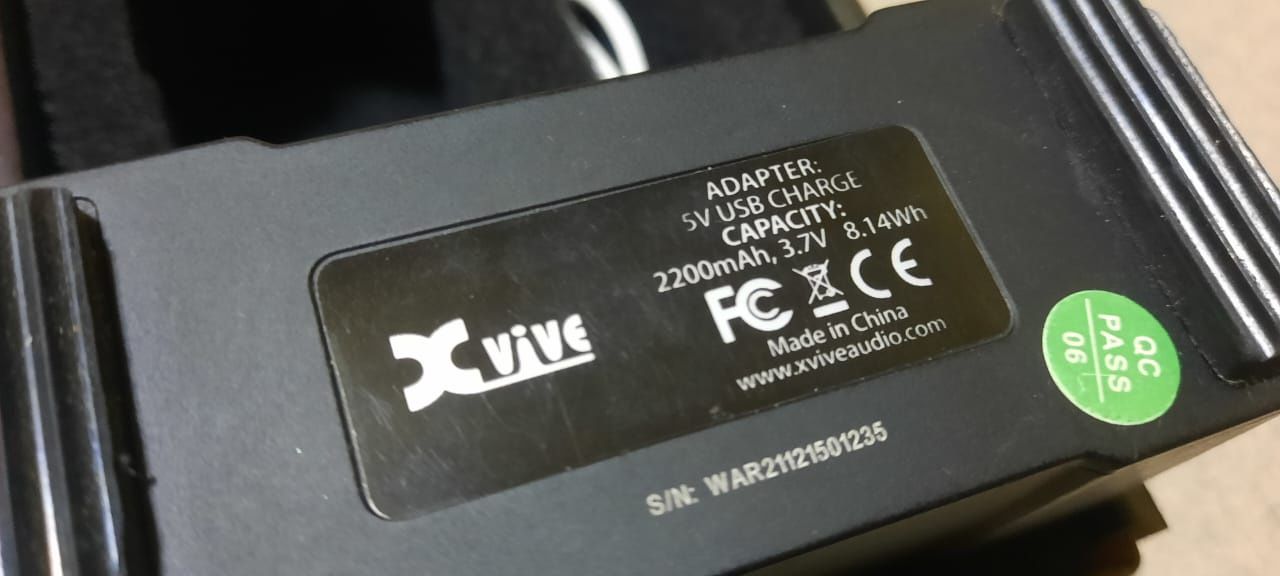 Xvive
ADAPTER:
5V USB CHARGE
CAPACITY:
2200mAh, 3.7V 8.14Wh
FC CE
Made in China
www.xviveaudio.com
S/N: WAR21121501235
QC
PASS
06